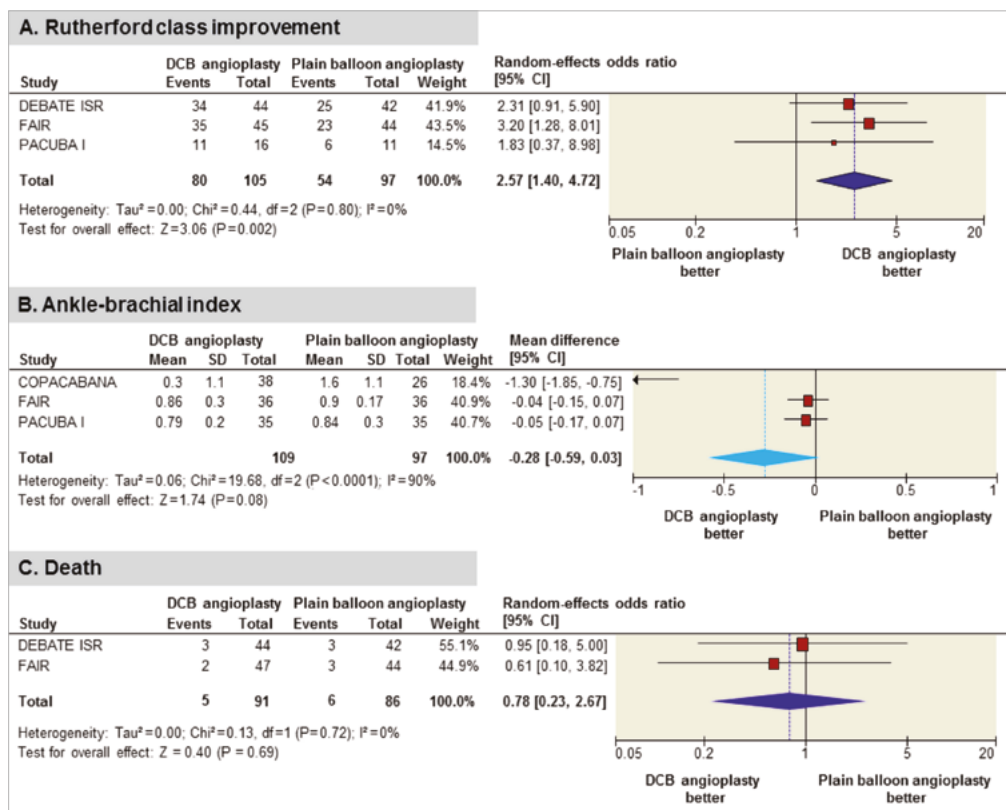 A. Rutherford class improvement
DCB angioplasty Plain balloon angioplasty Random-effects odds ratio
Study Events Total Events Total Weight [95% CI]
DEBATE ISR 34 44 25 42 41.9% 2.31 [0.91, 5.90]
FAIR 35 45 23 44 43.5% 3.20 [1.28, 8.01]
PACUBA I 11 16 6 11 14.5% 1.83 [0.37, 8.98]
Total 80 105 54 97 100.0% 2.57 [1.40, 4.72]
Heterogeneity: Tau²=0.00; Chi²=0.44, df=2 (P=0.80); I²=0%
Test for overall effect: Z=3.06 (P=0.002)
0.05 0.2 1 5 20
Plain balloon angioplasty DCB angioplasty
better better
B. Ankle-brachial index
DCB angioplasty Plain balloon angioplasty Mean difference
Study Mean SD Total Mean SD Total Weight [95% CI]
COPACABANA 0.3 1.1 38 1.6 1.1 26 18.4% -1.30 [-1.85, -0.75]
FAIR 0.86 0.3 36 0.9 0.17 36 40.9% -0.04 [-0.15, 0.07]
PACUBA I 0.79 0.2 35 0.84 0.3 35 40.7% -0.05 [-0.17, 0.07]
Total 109 97 100.0% -0.28 [-0.59, 0.03]
Heterogeneity: Tau²=0.06; Chi²=19.68, df=2 (P<0.0001); I²=90%
Test for overall effect: Z=1.74 (P=0.08)
-1 -0.5 0 0.5 1
DCB angioplasty Plain balloon angioplasty
better better
C. Death
DCB angioplasty Plain balloon angioplasty Random-effects odds ratio
Study Events Total Events Total Weight [95% CI]
DEBATE ISR 3 44 3 42 55.1% 0.95 [0.18, 5.00]
FAIR 2 47 3 44 44.9% 0.61 [0.10, 3.82]
Total 5 91 6 86 100.0% 0.78 [0.23, 2.67]
Heterogeneity: Tau²=0.00; Chi²=0.13, df=1 (P=0.72); I²=0%
Test for overall effect: Z = 0.40 (P = 0.69)
0.05 0.2 1 5 20
DCB angioplasty Plain balloon angioplasty
better better